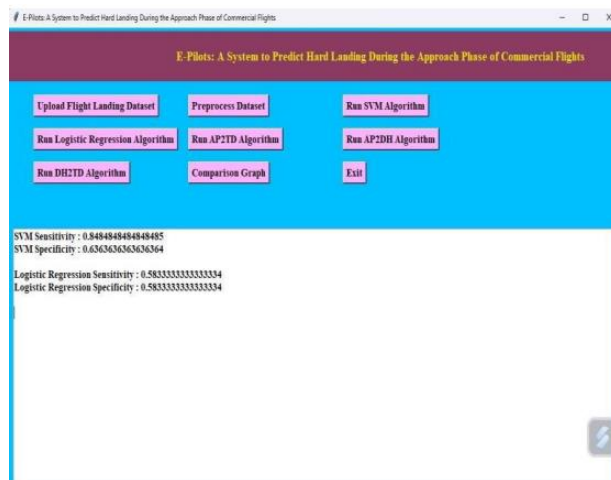 E-Pilots: A System to Predict Hard Landing During the Approach Phase of Commercial Flights
E-Pilots: A System to Predict Hard Landing During the Approach Phase of Commercial Flights
Upload Flight Landing Dataset
Preprocess Dataset
Run SVM Algorithm
Run Logistic Regression Algorithm
Run AP2TD Algorithm
Run AP2DH Algorithm
Run DH2TD Algorithm
Comparison Graph
Exit
SVM Sensitivity : 0.8484848484848485
SVM Specificity : 0.6363636363636364
Logistic Regression Sensitivity : 0.5833333333333334
Logistic Regression Specificity : 0.5833333333333334